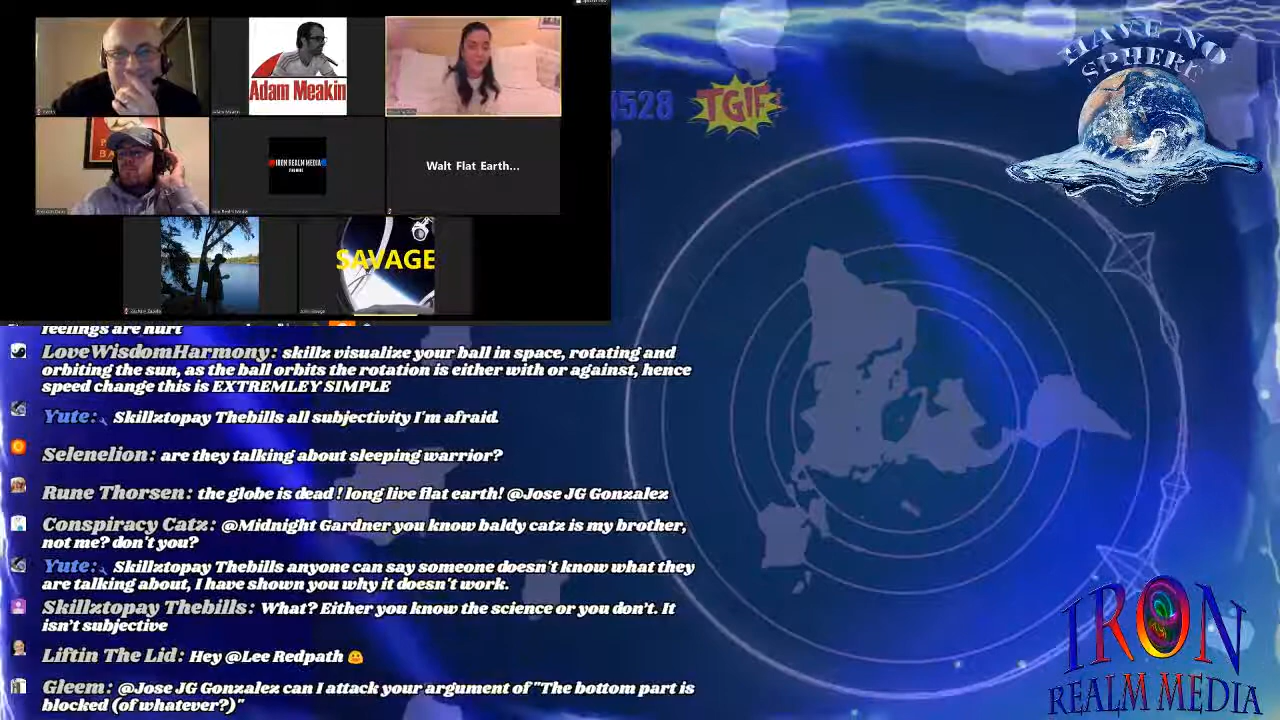 Adam Meakin
IRON REALM MEDIA
Walt Flat Earth...
SAVAGE
528
TGIF
HAVE NO
SPHERE
feelings are hurt
LoveWisdomHarmony: skillz visualize your ball in space, rotating and
orbiting the sun, as the ball orbits the rotation is either with or against, hence
speed change this is EXTREMLEY SIMPLE
Yute: Skillztopay Thebills all subjectivity I'm afraid.
Selenelion: are they talking about sleeping warrior?
Rune Thorsen: the globe is dead ! long live flat earth! @Jose JG Gonzalez
Conspiracy Catz: @Midnight Gardner you know baldy catz is my brother,
not me? don't you?
Yute: Skillztopay Thebills anyone can say someone doesn't know what they
are talking about, I have shown you why it doesn't work.
Skillztopay Thebills: What? Either you know the science or you don't. It
isn't subjective
Liftin The Lid: Hey @Lee Redpath
Gleem: @Jose JG Gonzalez can I attack your argument of "The bottom part is
blocked (of whatever?)"
IRON
REALM MEDIA